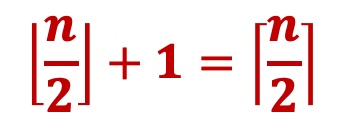 ⌊n/2⌋ + 1 = ⌈n/2⌉